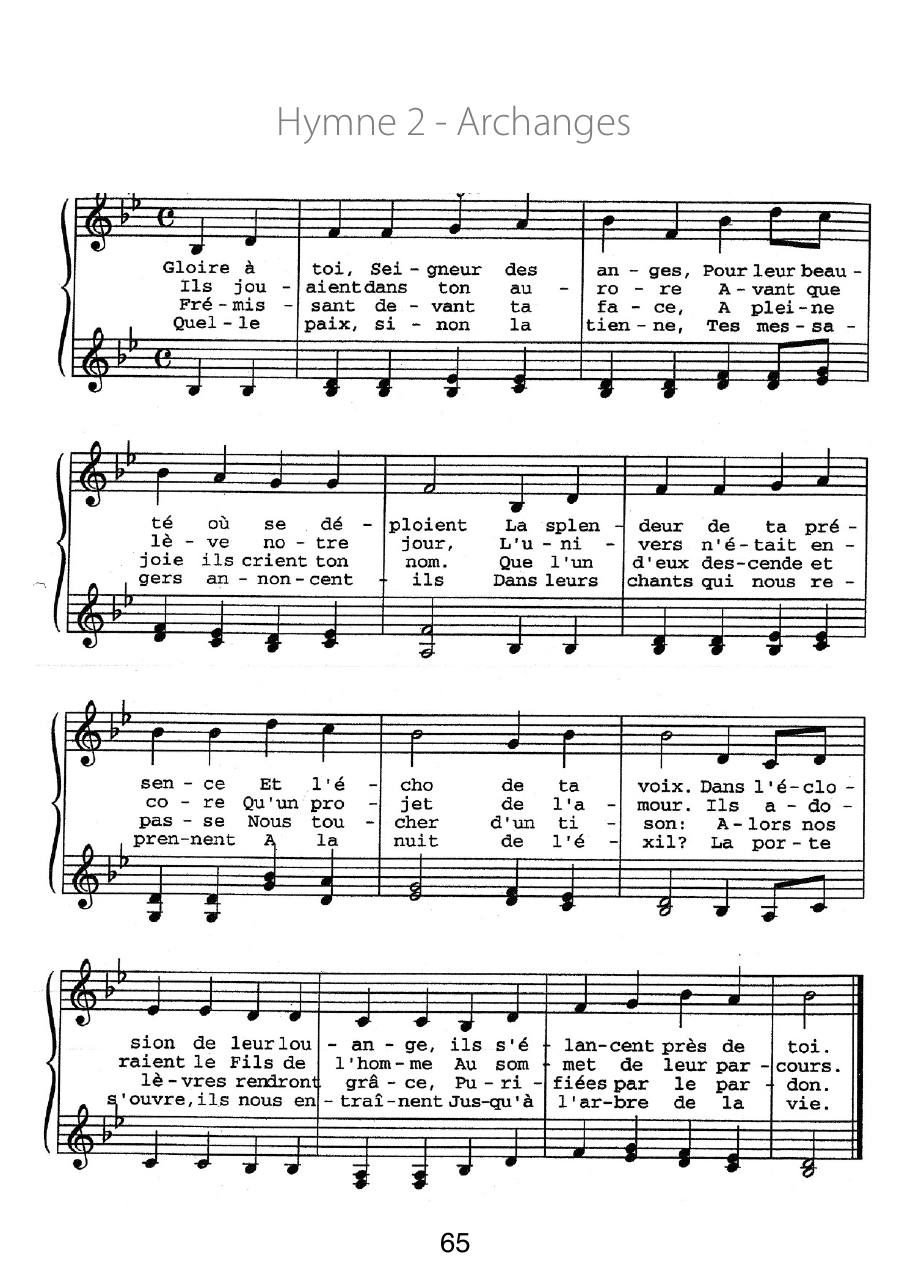 Hymne 2 - Archanges
Gloire à toi, Sei - gneur des an - ges, Pour leur beau -
Ils jou - aient dans ton au - ro - re A - vant que
Fré - mis - sant de - vant ta fa - ce, A plei - ne
Quel - le paix, si - non la tien - ne, Tes mes - sa -
té où se dé - ploient La splen - deur de ta pré -
lè - ve no - tre jour, L'u - ni - vers n'é - tait en -
joie ils crient ton nom. Que l'un d'eux des - cende et
gers an - non - cent - ils Dans leurs chants qui nous re -
sen - ce Et l'é - cho de ta voix. Dans l'é - clo -
co - re Qu'un pro - jet de l'a - mour. Ils a - do -
pas - se Nous tou - cher d'un ti - son: A - lors nos
pren - nent A la nuit de l'é - xil? La por - te
sion de leur lou - an - ge, ils s'é - lan - cent près de toi.
raient le Fils de l'hom - me Au som - met de leur par - cours.
lè - vres rendront grâ - ce, Pu - ri - fiées par le par - don.
s'ouvre, ils nous en - traî - nent Jus - qu'à l'ar - bre de la vie.
65